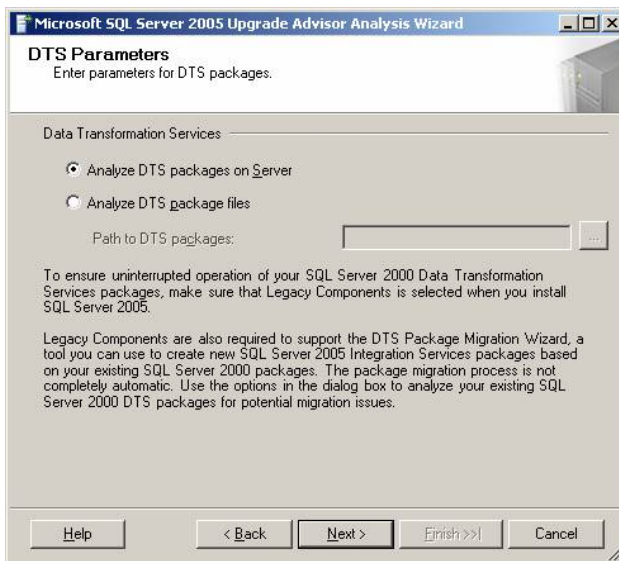 Microsoft SQL Server 2005 Upgrade Advisor Analysis Wizard
DTS Parameters
Enter parameters for DTS packages.
Data Transformation Services
Analyze DTS packages on Server
Analyze DTS package files
Path to DTS packages:
...
To ensure uninterrupted operation of your SQL Server 2000 Data Transformation
Services packages, make sure that Legacy Components is selected when you install
SQL Server 2005.
Legacy Components are also required to support the DTS Package Migration Wizard, a
tool you can use to create new SQL Server 2005 Integration Services packages based
on your existing SQL Server 2000 packages. The package migration process is not
completely automatic. Use the options in the dialog box to analyze your existing SQL
Server 2000 DTS packages for potential migration issues.
Help < Back Next > Finish >>| Cancel